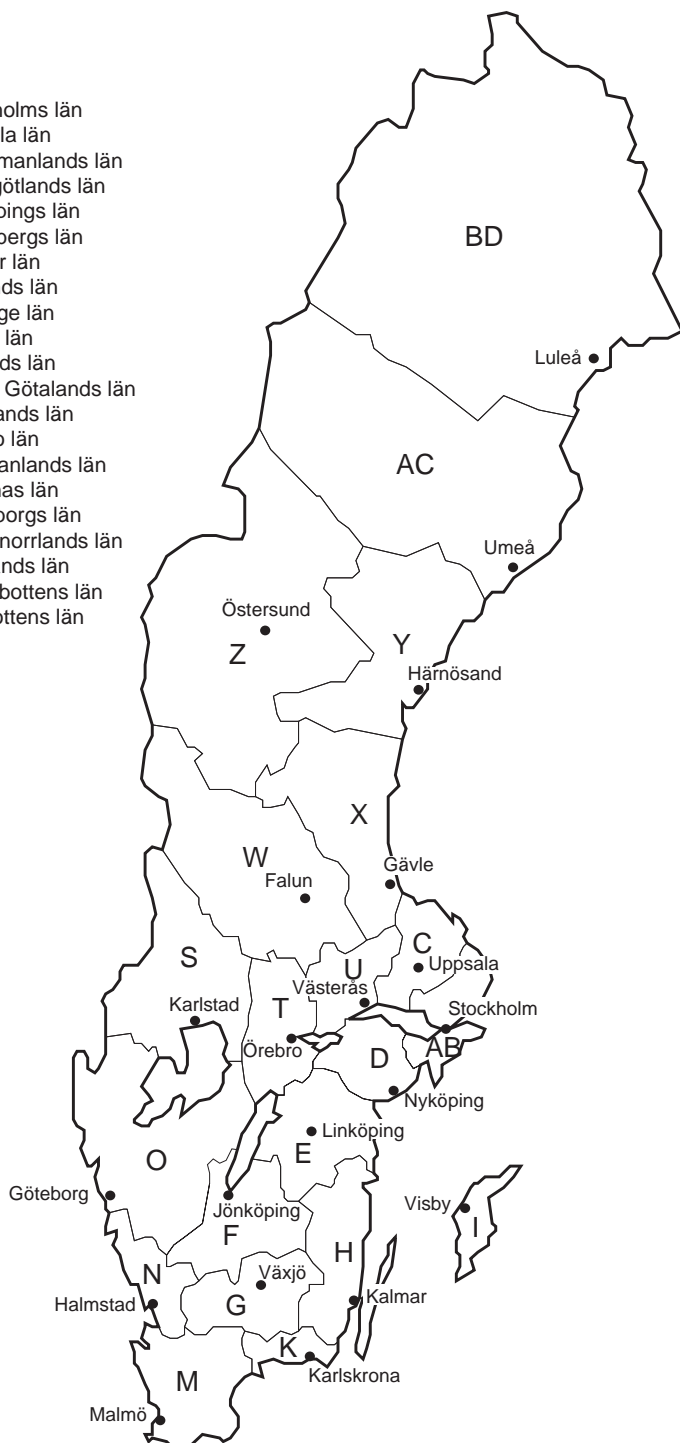 holms län
la län
manlands län
götlands län
pings län
bergs län
r län
ds län
ge län
län
ds län
Götalands län
ands län
o län
anlands län
nas län
borgs län
norrlands län
ands län
bottens län
ottens län
BD
Luleå
AC
Umeå
Östersund
Z
Y
Härnösand
X
W
Gävle
Falun
C
S
U
Uppsala
Västerås
T
Karlstad
Stockholm
Örebro
AB
D
Nyköping
Linköping
E
O
Göteborg
Jönköping
Visby
I
F
H
N
Växjö
G
Kalmar
Halmstad
K
Karlskrona
M
Malmö